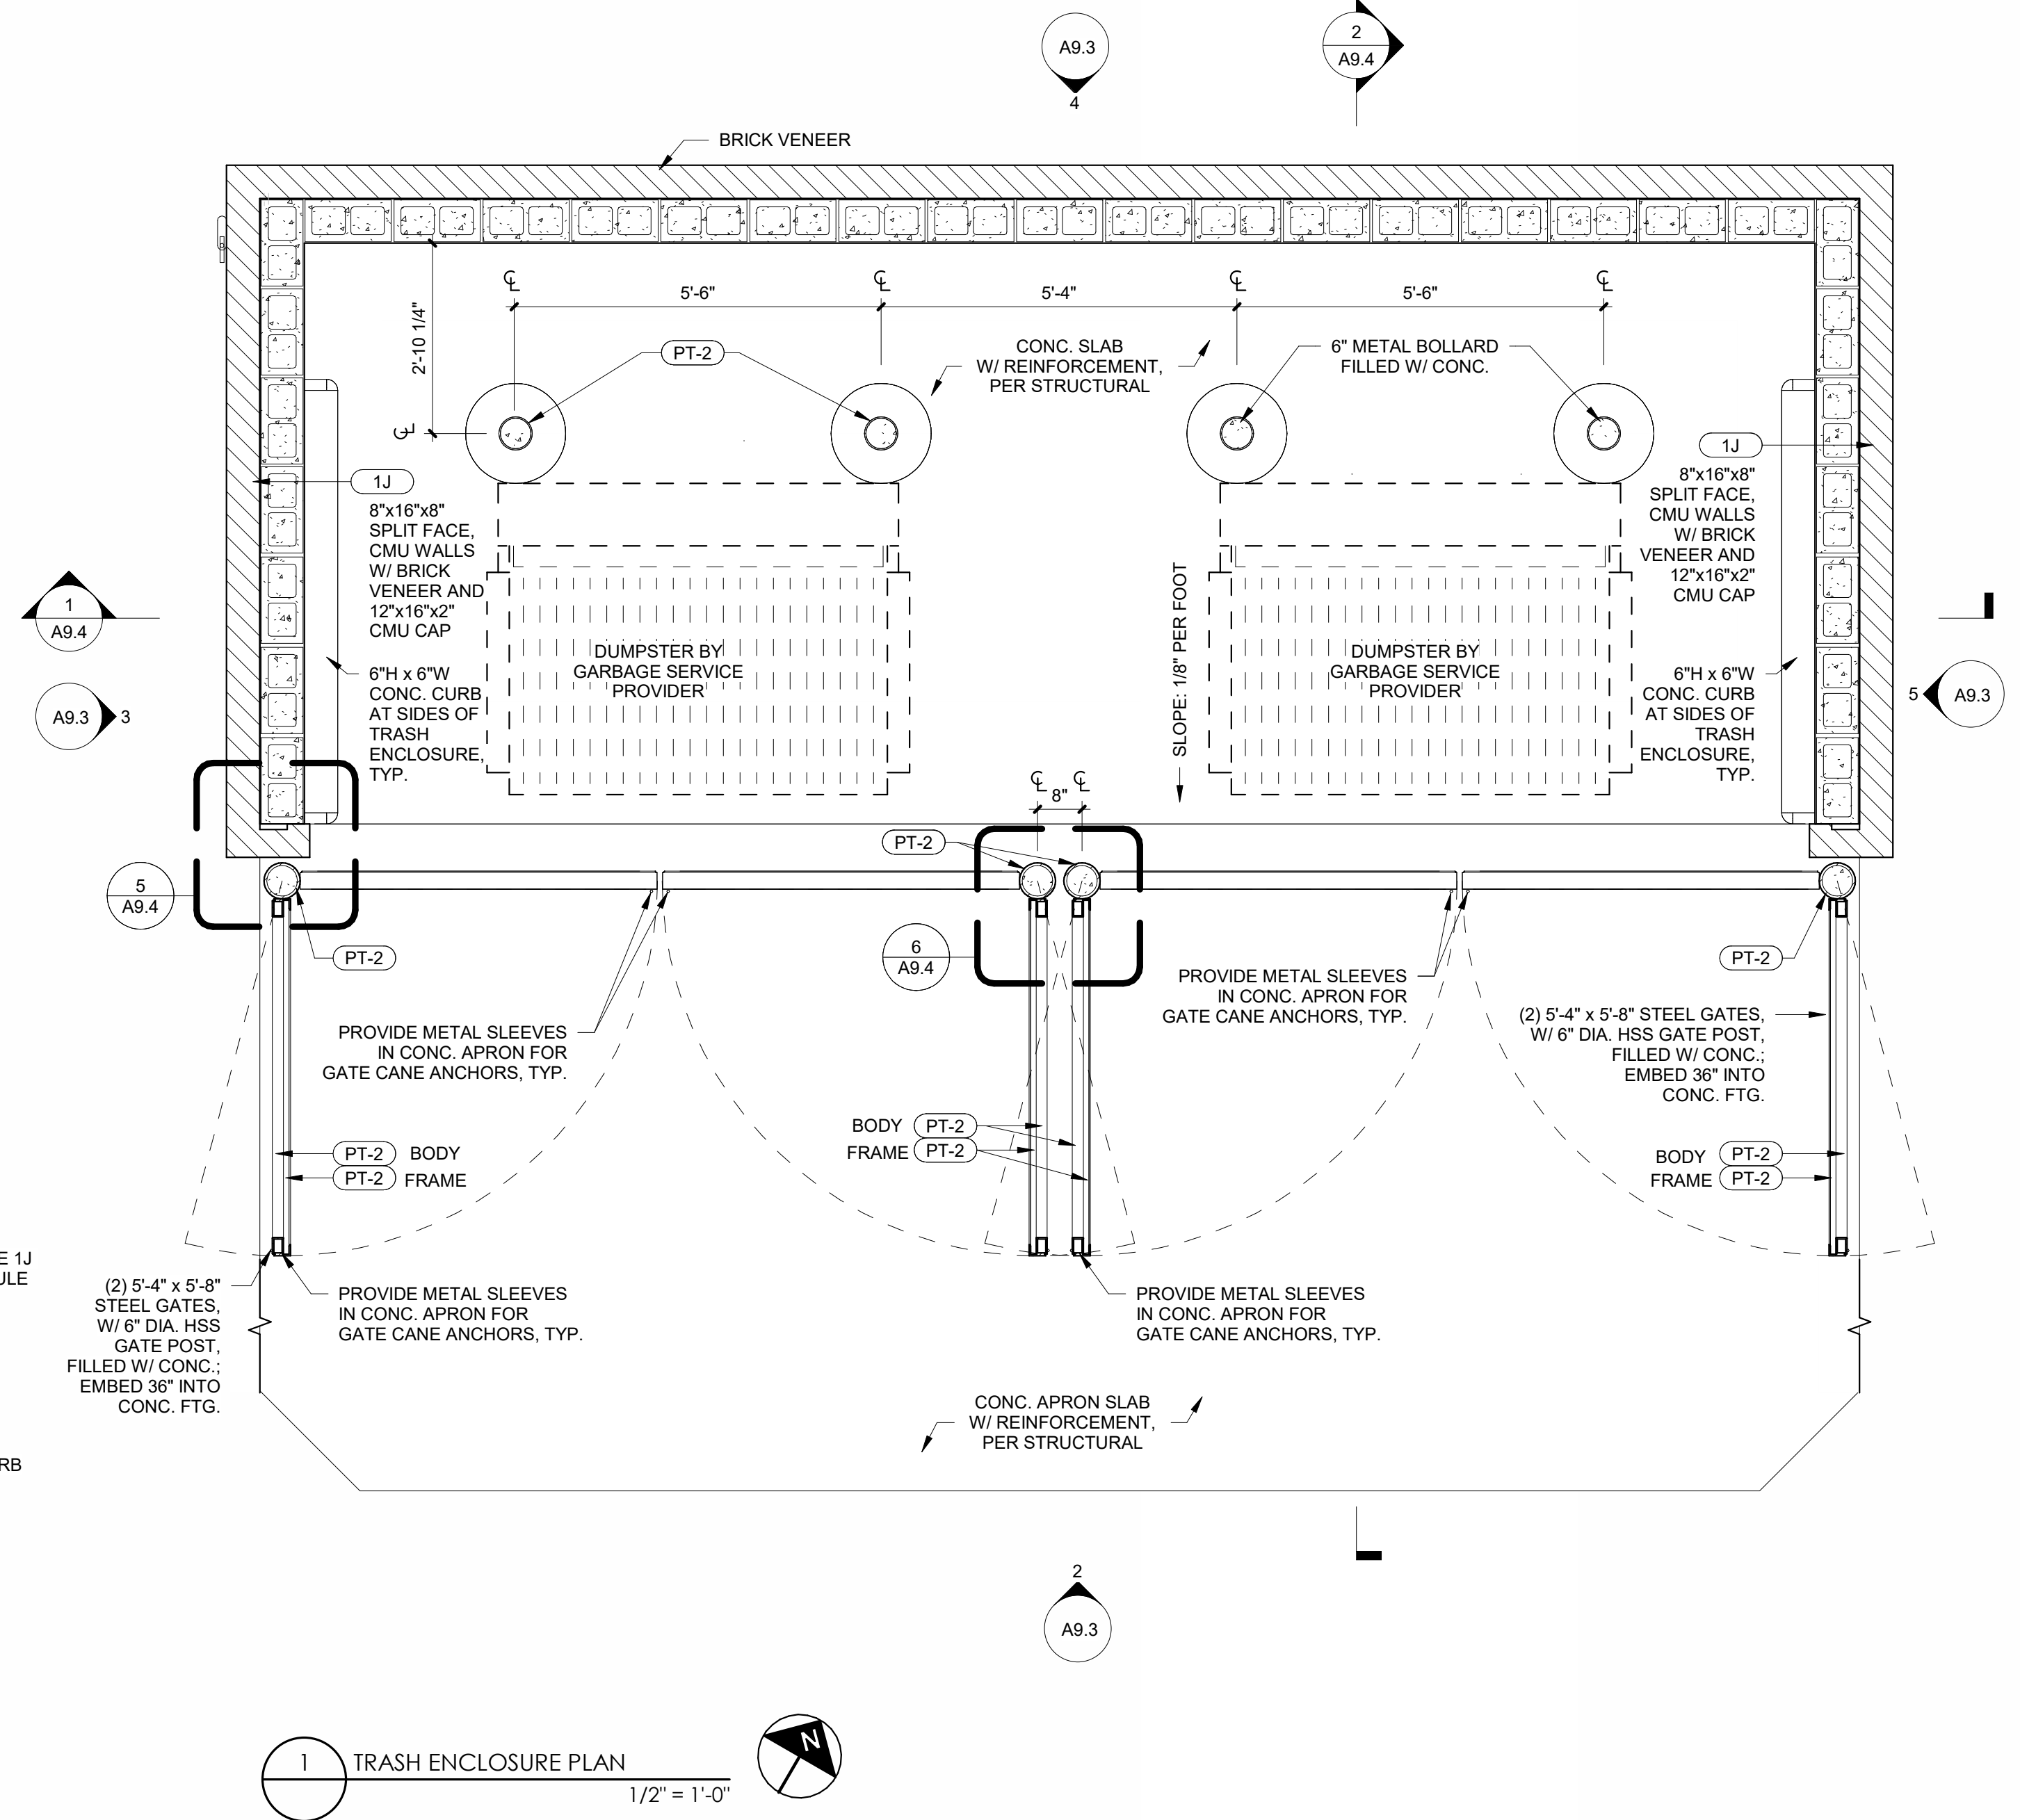 A9.3
4
2
A9.4
BRICK VENEER
℄
℄
℄
℄
5'-6"
5'-4"
5'-6"
2'-10 1/4"
℄
PT-2
CONC. SLAB
W/ REINFORCEMENT,
PER STRUCTURAL
6" METAL BOLLARD
FILLED W/ CONC.
1J
8"x16"x8"
SPLIT FACE,
CMU WALLS
W/ BRICK
VENEER AND
12"x16"x2"
CMU CAP
1J
8"x16"x8"
SPLIT FACE,
CMU WALLS
W/ BRICK
VENEER AND
12"x16"x2"
CMU CAP
1
A9.4
A9.3
3
6"H x 6"W
CONC. CURB
AT SIDES OF
TRASH
ENCLOSURE,
TYP.
DUMPSTER BY
GARBAGE SERVICE
PROVIDER
SLOPE: 1/8" PER FOOT
DUMPSTER BY
GARBAGE SERVICE
PROVIDER
6"H x 6"W
CONC. CURB
AT SIDES OF
TRASH
ENCLOSURE,
TYP.
5
A9.3
℄
℄
8"
PT-2
5
A9.4
PT-2
6
A9.4
PT-2
PROVIDE METAL SLEEVES
IN CONC. APRON FOR
GATE CANE ANCHORS, TYP.
PROVIDE METAL SLEEVES
IN CONC. APRON FOR
GATE CANE ANCHORS, TYP.
(2) 5'-4" x 5'-8" STEEL GATES,
W/ 6" DIA. HSS GATE POST,
FILLED W/ CONC.;
EMBED 36" INTO
CONC. FTG.
PT-2 BODY
PT-2 FRAME
BODY PT-2
FRAME PT-2
BODY PT-2
FRAME PT-2
E 1J
ULE
(2) 5'-4" x 5'-8"
STEEL GATES,
W/ 6" DIA. HSS
GATE POST,
FILLED W/ CONC.;
EMBED 36" INTO
CONC. FTG.
PROVIDE METAL SLEEVES
IN CONC. APRON FOR
GATE CANE ANCHORS, TYP.
PROVIDE METAL SLEEVES
IN CONC. APRON FOR
GATE CANE ANCHORS, TYP.
RB
CONC. APRON SLAB
W/ REINFORCEMENT,
PER STRUCTURAL
2
A9.3
1
TRASH ENCLOSURE PLAN
1/2" = 1'-0"
N